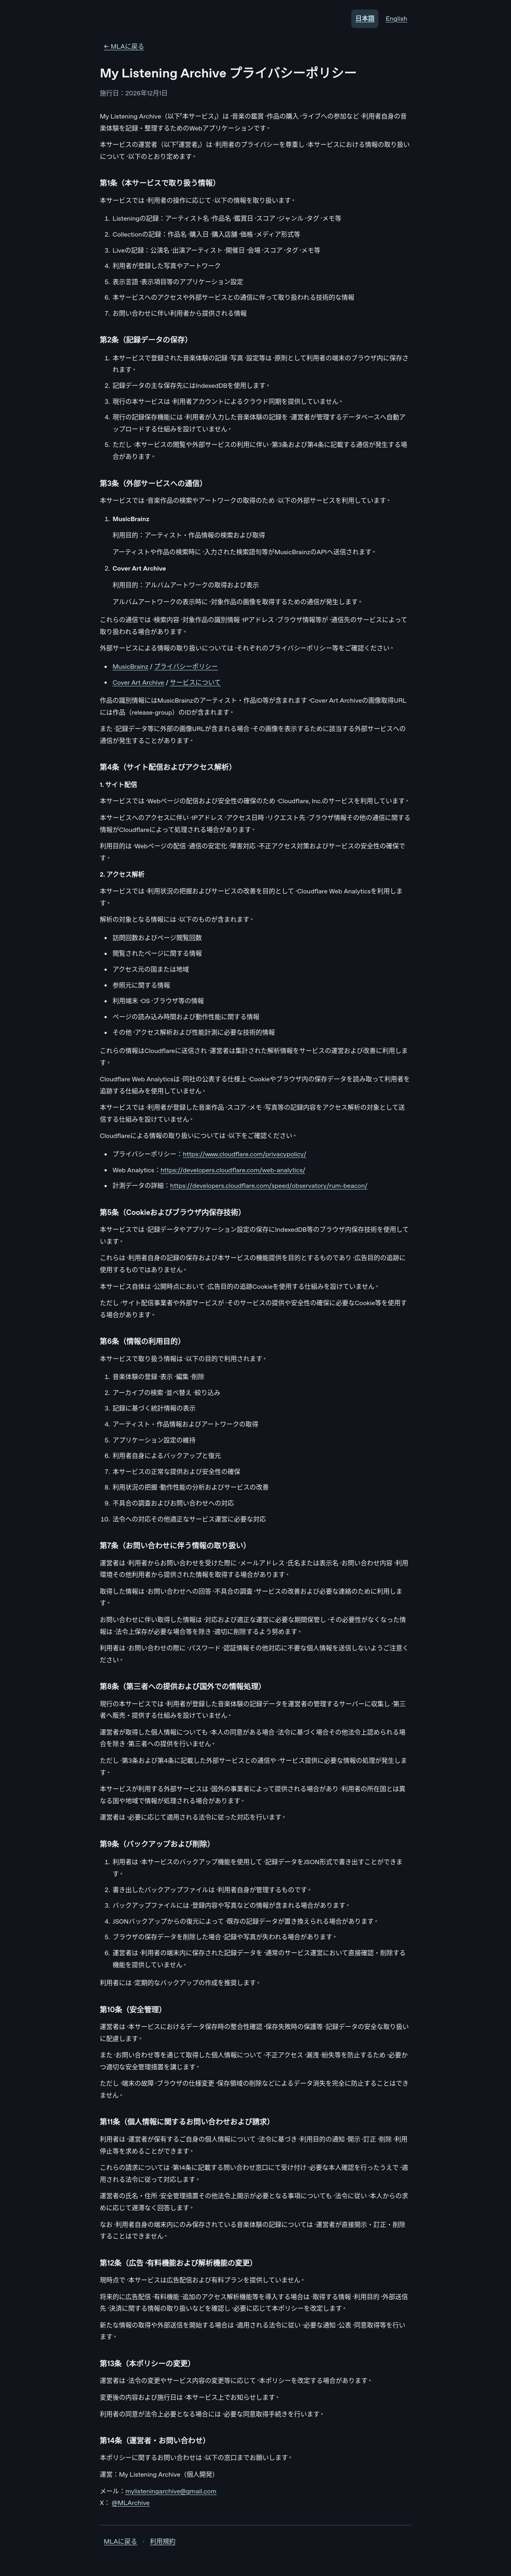 日本語 English
← MLAに戻る
My Listening Archive プライバシーポリシー
施行日：2026年12月1日
My Listening Archive（以下｢本サービス｣）は､音楽の鑑賞､作品の購入､ライブへの参加など､利用者自身の音
楽体験を記録・整理するためのWebアプリケーションです｡
本サービスの運営者（以下｢運営者｣）は､利用者のプライバシーを尊重し､本サービスにおける情報の取り扱い
について､以下のとおり定めます｡
第1条（本サービスで取り扱う情報）
本サービスでは､利用者の操作に応じて､以下の情報を取り扱います｡
1. Listeningの記録：アーティスト名､作品名､鑑賞日､スコア､ジャンル､タグ､メモ等
2. Collectionの記録：作品名､購入日､購入店舗､価格､メディア形式等
3. Liveの記録：公演名､出演アーティスト､開催日､会場､スコア､タグ､メモ等
4. 利用者が登録した写真やアートワーク
5. 表示言語､表示項目等のアプリケーション設定
6. 本サービスへのアクセスや外部サービスとの通信に伴って取り扱われる技術的な情報
7. お問い合わせに伴い利用者から提供される情報
第2条（記録データの保存）
1. 本サービスで登録された音楽体験の記録､写真､設定等は､原則として利用者の端末のブラウザ内に保存さ
れます｡
2. 記録データの主な保存先にはIndexedDBを使用します｡
3. 現行の本サービスは､利用者アカウントによるクラウド同期を提供していません｡
4. 現行の記録保存機能には､利用者が入力した音楽体験の記録を､運営者が管理するデータベースへ自動ア
ップロードする仕組みを設けていません｡
5. ただし､本サービスの閲覧や外部サービスの利用に伴い､第3条および第4条に記載する通信が発生する場
合があります｡
第3条（外部サービスへの通信）
本サービスでは､音楽作品の検索やアートワークの取得のため､以下の外部サービスを利用しています｡
1. MusicBrainz
利用目的：アーティスト・作品情報の検索および取得
アーティストや作品の検索時に､入力された検索語句等がMusicBrainzのAPIへ送信されます｡
2. Cover Art Archive
利用目的：アルバムアートワークの取得および表示
アルバムアートワークの表示時に､対象作品の画像を取得するための通信が発生します｡
これらの通信では､検索内容､対象作品の識別情報､IPアドレス､ブラウザ情報等が､通信先のサービスによって
取り扱われる場合があります｡
外部サービスによる情報の取り扱いについては､それぞれのプライバシーポリシー等をご確認ください｡
• MusicBrainz / プライバシーポリシー
• Cover Art Archive / サービスについて
作品の識別情報にはMusicBrainzのアーティスト・作品ID等が含まれます｡Cover Art Archiveの画像取得URL
には作品（release-group）のIDが含まれます｡
また､記録データ等に外部の画像URLが含まれる場合､その画像を表示するために該当する外部サービスへの
通信が発生することがあります｡
第4条（サイト配信およびアクセス解析）
1. サイト配信
本サービスでは､Webページの配信および安全性の確保のため､Cloudflare, Inc.のサービスを利用しています｡
本サービスへのアクセスに伴い､IPアドレス､アクセス日時､リクエスト先､ブラウザ情報その他の通信に関する
情報がCloudflareによって処理される場合があります｡
利用目的は､Webページの配信､通信の安定化､障害対応､不正アクセス対策およびサービスの安全性の確保で
す｡
2. アクセス解析
本サービスでは､利用状況の把握およびサービスの改善を目的として､Cloudflare Web Analyticsを利用しま
す｡
解析の対象となる情報には､以下のものが含まれます｡
• 訪問回数およびページ閲覧回数
• 閲覧されたページに関する情報
• アクセス元の国または地域
• 参照元に関する情報
• 利用端末､OS､ブラウザ等の情報
• ページの読み込み時間および動作性能に関する情報
• その他､アクセス解析および性能計測に必要な技術的情報
これらの情報はCloudflareに送信され､運営者は集計された解析情報をサービスの運営および改善に利用しま
す｡
Cloudflare Web Analyticsは､同社の公表する仕様上､Cookieやブラウザ内の保存データを読み取って利用者を
追跡する仕組みを使用していません｡
本サービスでは､利用者が登録した音楽作品､スコア､メモ､写真等の記録内容をアクセス解析の対象として送
信する仕組みを設けていません｡
Cloudflareによる情報の取り扱いについては､以下をご確認ください｡
• プライバシーポリシー：https://www.cloudflare.com/privacypolicy/
• Web Analytics：https://developers.cloudflare.com/web-analytics/
• 計測データの詳細：https://developers.cloudflare.com/speed/observatory/rum-beacon/
第5条（Cookieおよびブラウザ内保存技術）
本サービスでは､記録データやアプリケーション設定の保存にIndexedDB等のブラウザ内保存技術を使用して
います｡
これらは､利用者自身の記録の保存および本サービスの機能提供を目的とするものであり､広告目的の追跡に
使用するものではありません｡
本サービス自体は､公開時点において､広告目的の追跡Cookieを使用する仕組みを設けていません｡
ただし､サイト配信事業者や外部サービスが､そのサービスの提供や安全性の確保に必要なCookie等を使用す
る場合があります｡
第6条（情報の利用目的）
本サービスで取り扱う情報は､以下の目的で利用されます｡
1. 音楽体験の登録､表示､編集､削除
2. アーカイブの検索､並べ替え､絞り込み
3. 記録に基づく統計情報の表示
4. アーティスト・作品情報およびアートワークの取得
5. アプリケーション設定の維持
6. 利用者自身によるバックアップと復元
7. 本サービスの正常な提供および安全性の確保
8. 利用状況の把握､動作性能の分析およびサービスの改善
9. 不具合の調査およびお問い合わせへの対応
10. 法令への対応その他適正なサービス運営に必要な対応
第7条（お問い合わせに伴う情報の取り扱い）
運営者は､利用者からお問い合わせを受けた際に､メールアドレス､氏名または表示名､お問い合わせ内容､利用
環境その他利用者から提供された情報を取得する場合があります｡
取得した情報は､お問い合わせへの回答､不具合の調査､サービスの改善および必要な連絡のために利用しま
す｡
お問い合わせに伴い取得した情報は､対応および適正な運営に必要な期間保管し､その必要性がなくなった情
報は､法令上保存が必要な場合等を除き､適切に削除するよう努めます｡
利用者は､お問い合わせの際に､パスワード､認証情報その他対応に不要な個人情報を送信しないようご注意く
ださい｡
第8条（第三者への提供および国外での情報処理）
現行の本サービスでは､利用者が登録した音楽体験の記録データを運営者の管理するサーバーに収集し､第三
者へ販売・提供する仕組みを設けていません｡
運営者が取得した個人情報についても､本人の同意がある場合､法令に基づく場合その他法令上認められる場
合を除き､第三者への提供を行いません｡
ただし､第3条および第4条に記載した外部サービスとの通信や､サービス提供に必要な情報の処理が発生しま
す｡
本サービスが利用する外部サービスは､国外の事業者によって提供される場合があり､利用者の所在国とは異
なる国や地域で情報が処理される場合があります｡
運営者は､必要に応じて適用される法令に従った対応を行います｡
第9条（バックアップおよび削除）
1. 利用者は､本サービスのバックアップ機能を使用して､記録データをJSON形式で書き出すことができま
す｡
2. 書き出したバックアップファイルは､利用者自身が管理するものです｡
3. バックアップファイルには､登録内容や写真などの情報が含まれる場合があります｡
4. JSONバックアップからの復元によって､既存の記録データが置き換えられる場合があります｡
5. ブラウザの保存データを削除した場合､記録や写真が失われる場合があります｡
6. 運営者は､利用者の端末内に保存された記録データを､通常のサービス運営において直接確認・削除する
機能を提供していません｡
利用者には､定期的なバックアップの作成を推奨します｡
第10条（安全管理）
運営者は､本サービスにおけるデータ保存時の整合性確認､保存失敗時の保護等､記録データの安全な取り扱い
に配慮します｡
また､お問い合わせ等を通じて取得した個人情報について､不正アクセス､漏洩､紛失等を防止するため､必要か
つ適切な安全管理措置を講じます｡
ただし､端末の故障､ブラウザの仕様変更､保存領域の削除などによるデータ消失を完全に防止することはでき
ません｡
第11条（個人情報に関するお問い合わせおよび請求）
利用者は､運営者が保有するご自身の個人情報について､法令に基づき､利用目的の通知､開示､訂正､削除､利用
停止等を求めることができます｡
これらの請求については､第14条に記載する問い合わせ窓口にて受け付け､必要な本人確認を行ったうえで､適
用される法令に従って対応します｡
運営者の氏名・住所､安全管理措置その他法令上開示が必要となる事項についても､法令に従い､本人からの求
めに応じて遅滞なく回答します｡
なお､利用者自身の端末内にのみ保存されている音楽体験の記録については､運営者が直接開示・訂正・削除
することはできません｡
第12条（広告､有料機能および解析機能の変更）
現時点で､本サービスは広告配信および有料プランを提供していません｡
将来的に広告配信､有料機能､追加のアクセス解析機能等を導入する場合は､取得する情報､利用目的､外部送信
先､決済に関する情報の取り扱いなどを確認し､必要に応じて本ポリシーを改定します｡
新たな情報の取得や外部送信を開始する場合は､適用される法令に従い､必要な通知､公表､同意取得等を行い
ます｡
第13条（本ポリシーの変更）
運営者は､法令の変更やサービス内容の変更等に応じて､本ポリシーを改定する場合があります｡
変更後の内容および施行日は､本サービス上でお知らせします｡
利用者の同意が法令上必要となる場合には､必要な同意取得手続きを行います｡
第14条（運営者・お問い合わせ）
本ポリシーに関するお問い合わせは､以下の窓口までお願いします｡
運営：My Listening Archive（個人開発）
メール：mylisteningarchive@gmail.com
X： @MLArchive
MLAに戻る · 利用規約